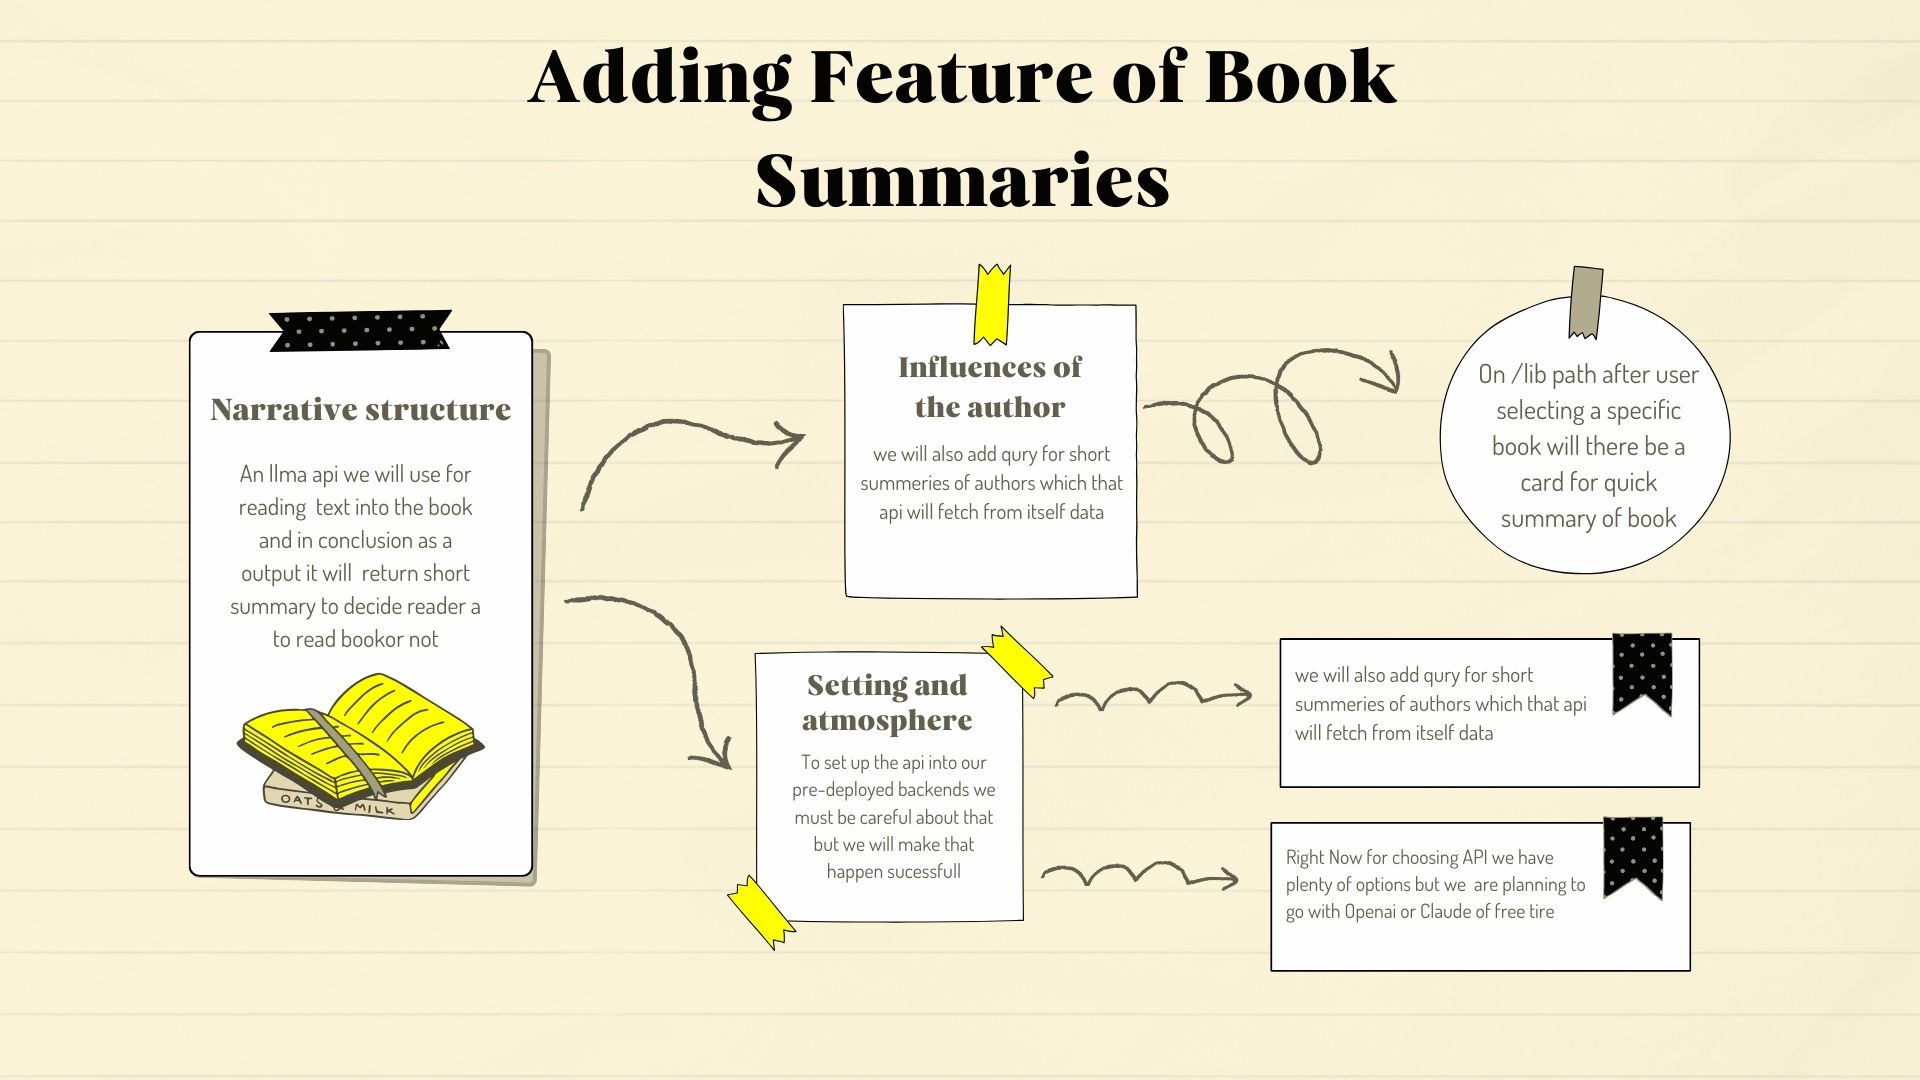 Adding Feature of Book
Summaries
Narrative structure
An llma api we will use for
reading text into the book
and in conclusion as a
output it will return short
summary to decide reader a
to read bookor not
OATS & MILK
Influences of
the author
we will also add qury for short
summeries of authors which that
api will fetch from itself data
On /lib path after user
selecting a specific
book will there be a
card for quick
summary of book
Setting and
atmosphere
To set up the api into our
pre-deployed backends we
must be careful about that
but we will make that
happen sucessfull
we will also add qury for short
summeries of authors which that api
will fetch from itself data
Right Now for choosing API we have
plenty of options but we are planning to
go with Openai or Claude of free tire